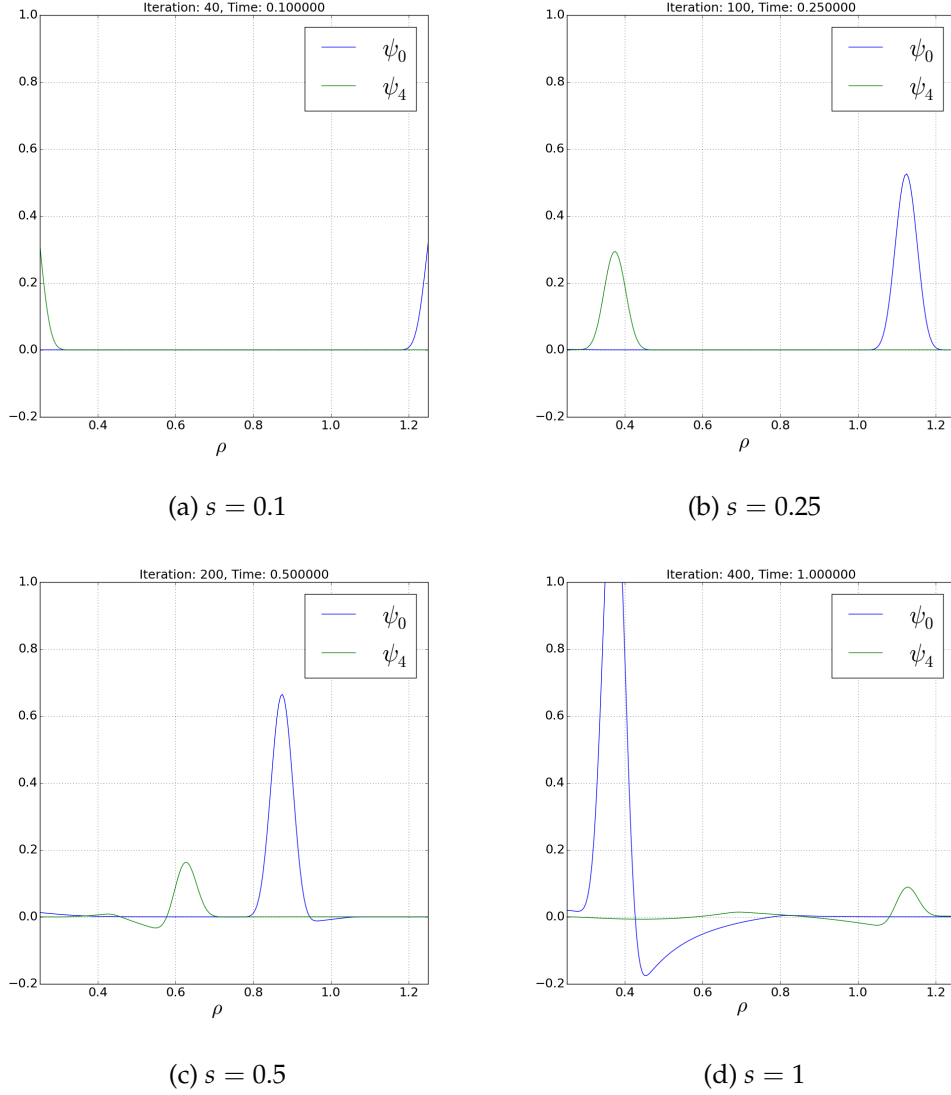 Iteration: 40, Time: 0.100000
1.0
0.8
0.6
0.4
0.2
0.0
−0.2
ψ0
ψ4
0.4 0.6 0.8 1.0 1.2
ρ
(a) s = 0.1
Iteration: 100, Time: 0.250000
1.0
0.8
0.6
0.4
0.2
0.0
−0.2
ψ0
ψ4
0.4 0.6 0.8 1.0 1.2
ρ
(b) s = 0.25
Iteration: 200, Time: 0.500000
1.0
0.8
0.6
0.4
0.2
0.0
−0.2
ψ0
ψ4
0.4 0.6 0.8 1.0 1.2
ρ
(c) s = 0.5
Iteration: 400, Time: 1.000000
1.0
0.8
0.6
0.4
0.2
0.0
−0.2
ψ0
ψ4
0.4 0.6 0.8 1.0 1.2
ρ
(d) s = 1